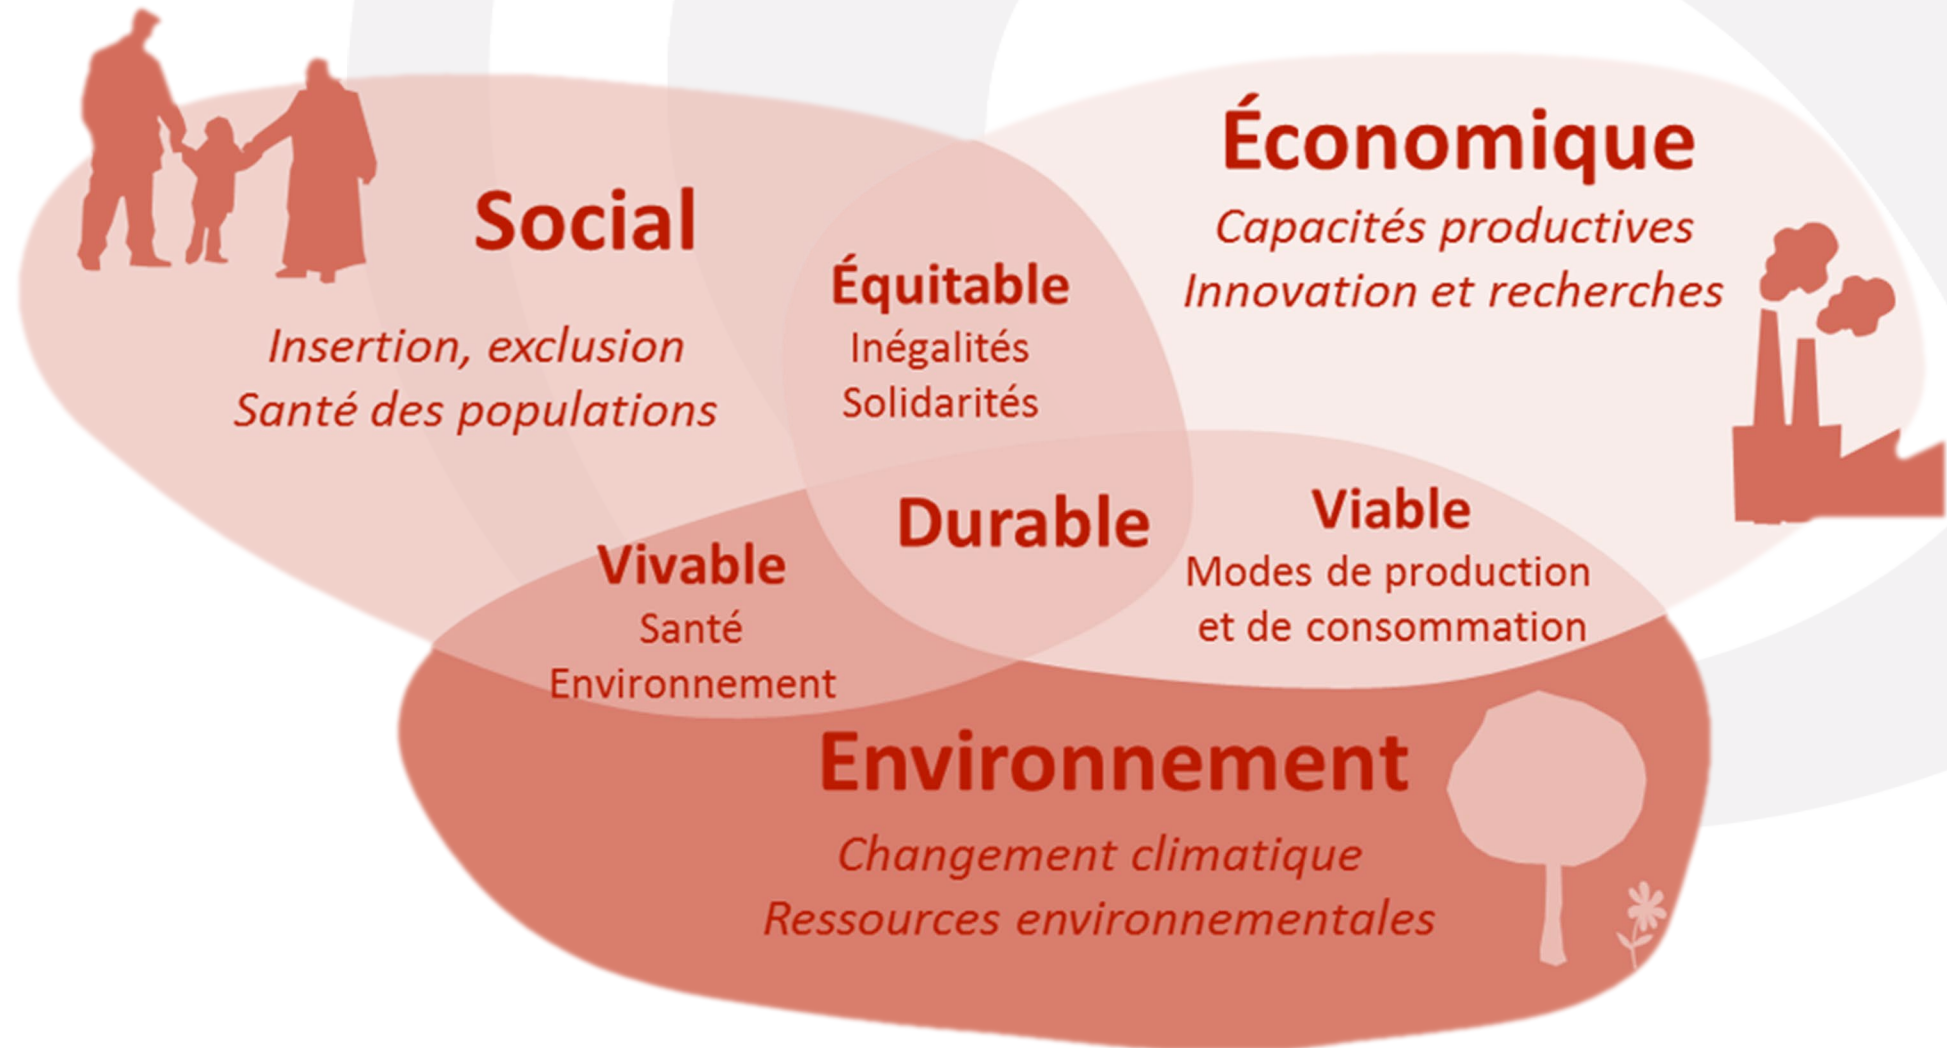 Social
Insertion, exclusion
Santé des populations
Économique
Capacités productives
Innovation et recherches
Équitable
Inégalités
Solidarités
Durable
Vivable
Santé
Environnement
Viable
Modes de production
et de consommation
Environnement
Changement climatique
Ressources environnementales